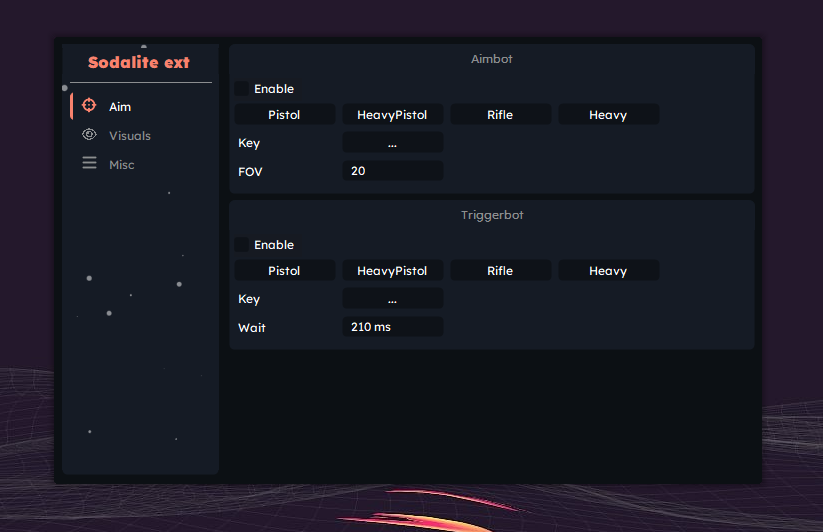 Sodalite ext
Aim
Visuals
Misc
Aimbot
Enable
Pistol HeavyPistol Rifle Heavy
Key ...
FOV 20
Triggerbot
Enable
Pistol HeavyPistol Rifle Heavy
Key ...
Wait 210 ms